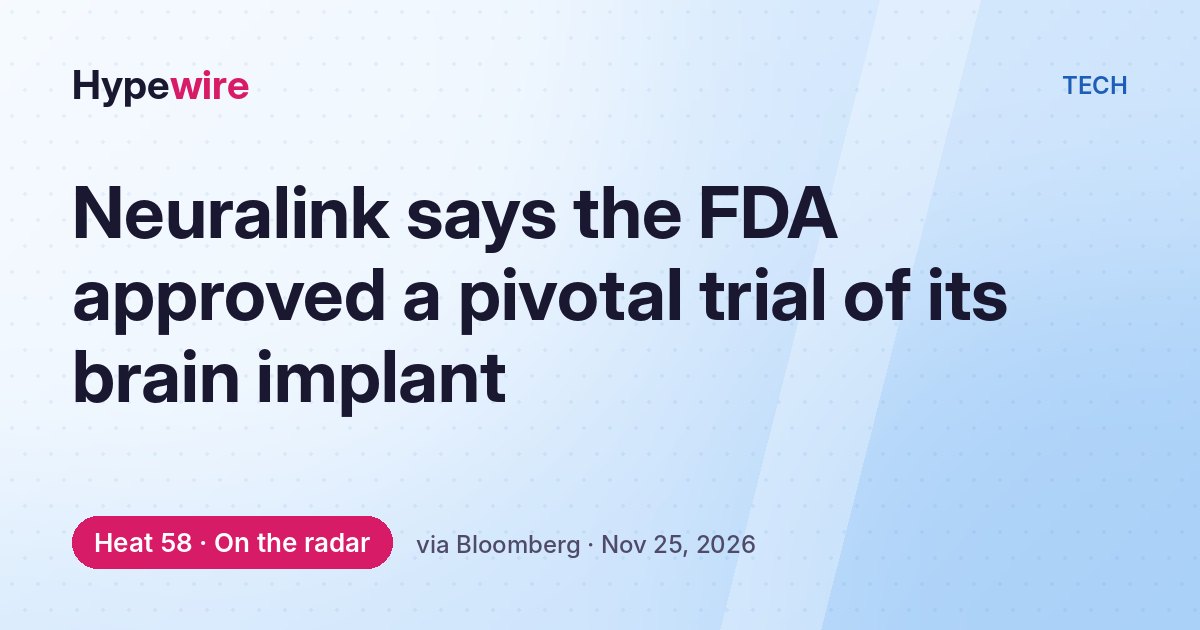 Hypewire
TECH
Neuralink says the FDA
approved a pivotal trial of its
brain implant
Heat 58 · On the radar
via Bloomberg · Nov 25, 2026